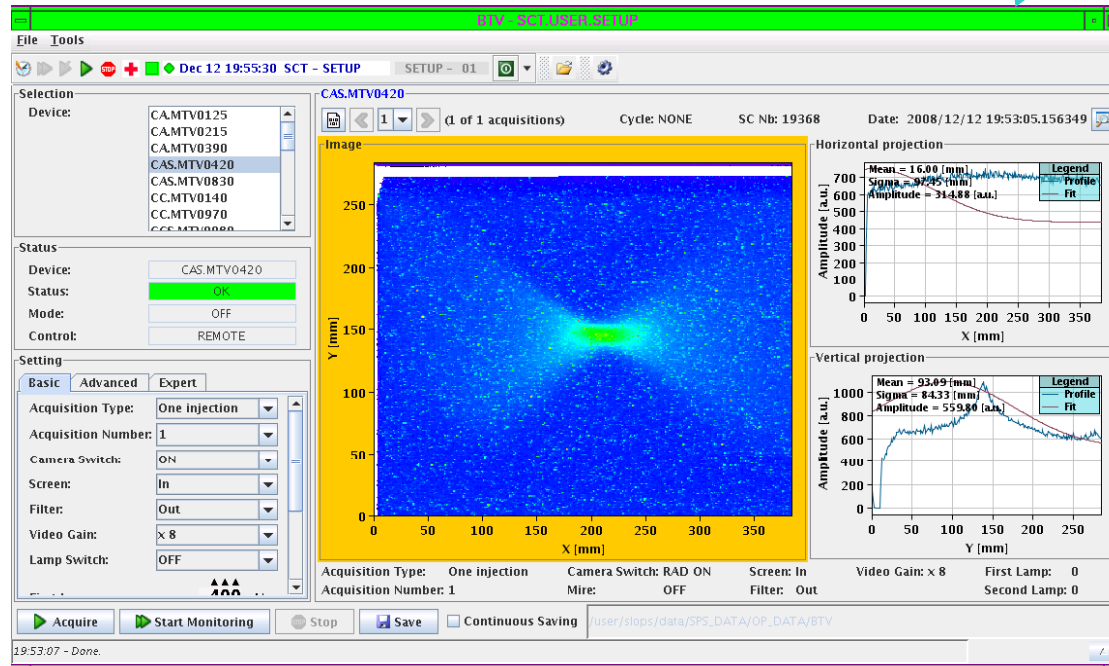 BTV - SCT.USER.SETUP
File Tools
STOP Dec 12 19:55:30 SCT - SETUP SETUP - 01
Selection
Device:
CA.MTV0125
CA.MTV0215
CA.MTV0390
CAS.MTV0420
CAS.MTV0830
CC.MTV0140
CC.MTV0970
Status
Device: CAS.MTV0420
Status: OK
Mode: OFF
Control: REMOTE
Setting
Basic Advanced Expert
Acquisition Type: One injection
Acquisition Number: 1
Camera Switch: ON
Screen: In
Filter: Out
Video Gain: x 8
Lamp Switch: OFF
CAS.MTV0420
1 (1 of 1 acquisitions) Cycle: NONE SC Nb: 19368 Date: 2008/12/12 19:53:05.156349
Image
250
200
150
100
50
0
Y [mm]
0 50 100 150 200 250 300 350
X [mm]
Horizontal projection
Mean = 16.00 [mm]
Sigma = 97.45 [mm]
Amplitude = 314.88 [a.u.]
Legend
Profile
Fit
700
600
500
400
300
200
100
0
Amplitude [a.u.]
0 50 100 150 200 250 300 350
X [mm]
Vertical projection
Mean = 93.09 [mm]
Sigma = 84.33 [mm]
Amplitude = 559.80 [a.u.]
Legend
Profile
Fit
1000
800
600
400
200
0
Amplitude [a.u.]
0 50 100 150 200 250
Y [mm]
Acquisition Type: One injection Camera Switch: RAD ON Screen: In Video Gain: x 8 First Lamp: 0
Acquisition Number: 1 Mire: OFF Filter: Out Second Lamp: 0
Acquire Start Monitoring Stop Save Continuous Saving /user/slops/data/SPS_DATA/OP_DATA/BTV
19:53:07 - Done.